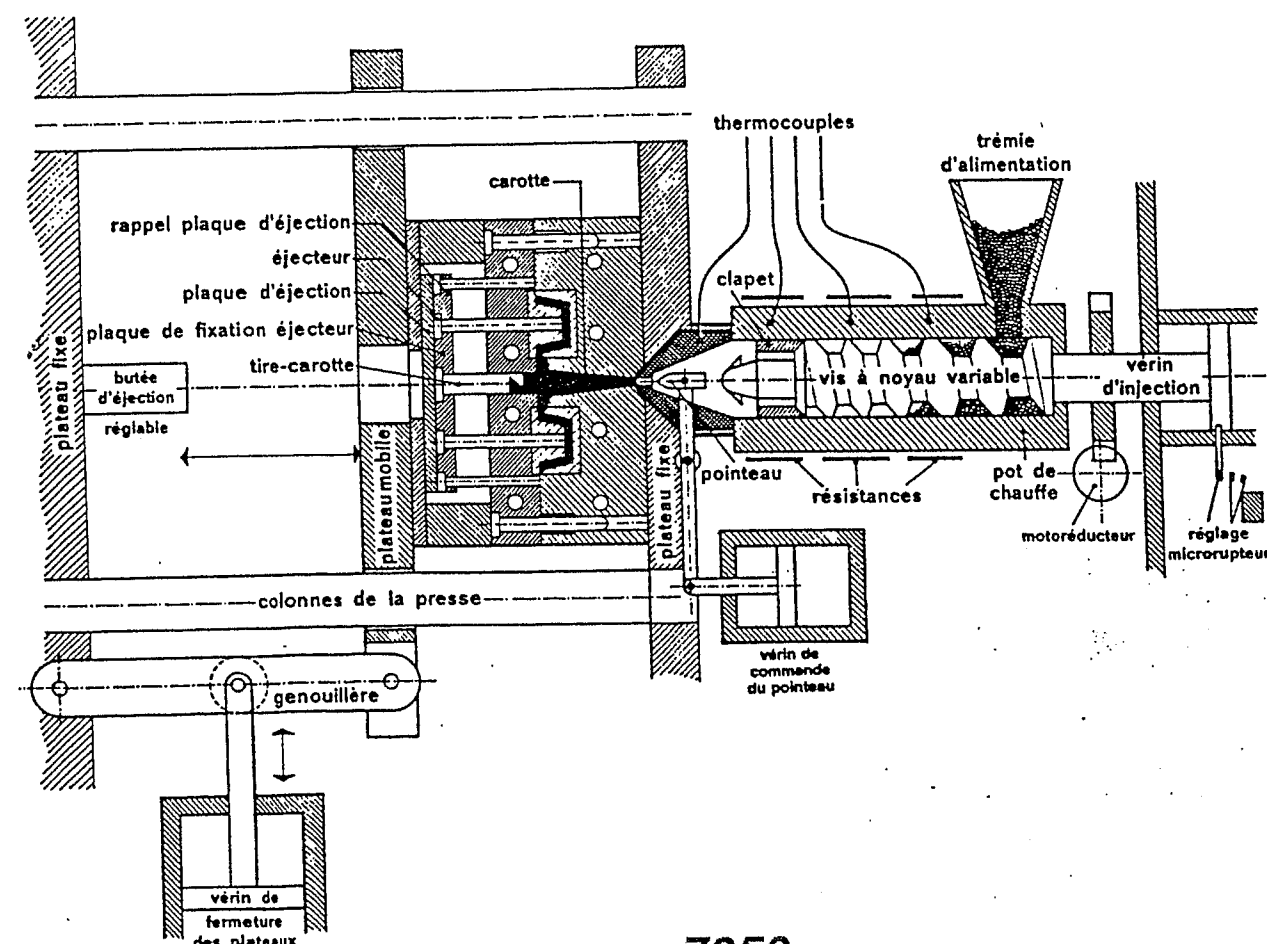 thermocouples
trémie
d'alimentation
carotte
rappel plaque d'éjection
éjecteur
plaque d'éjection
plaque de fixation éjecteur
tire-carotte
clapet
plateau fixe
butée
d'éjection
réglable
vis à noyau variable
verin
d'injection
plateau mobile
plateau fixe
pointeau
résistances
pot de
chauffe
motoréducteur
réglage
microrupteur
colonnes de la presse
vérin de
commande
du pointeau
genouillère
vérin de
fermeture
des plateaux